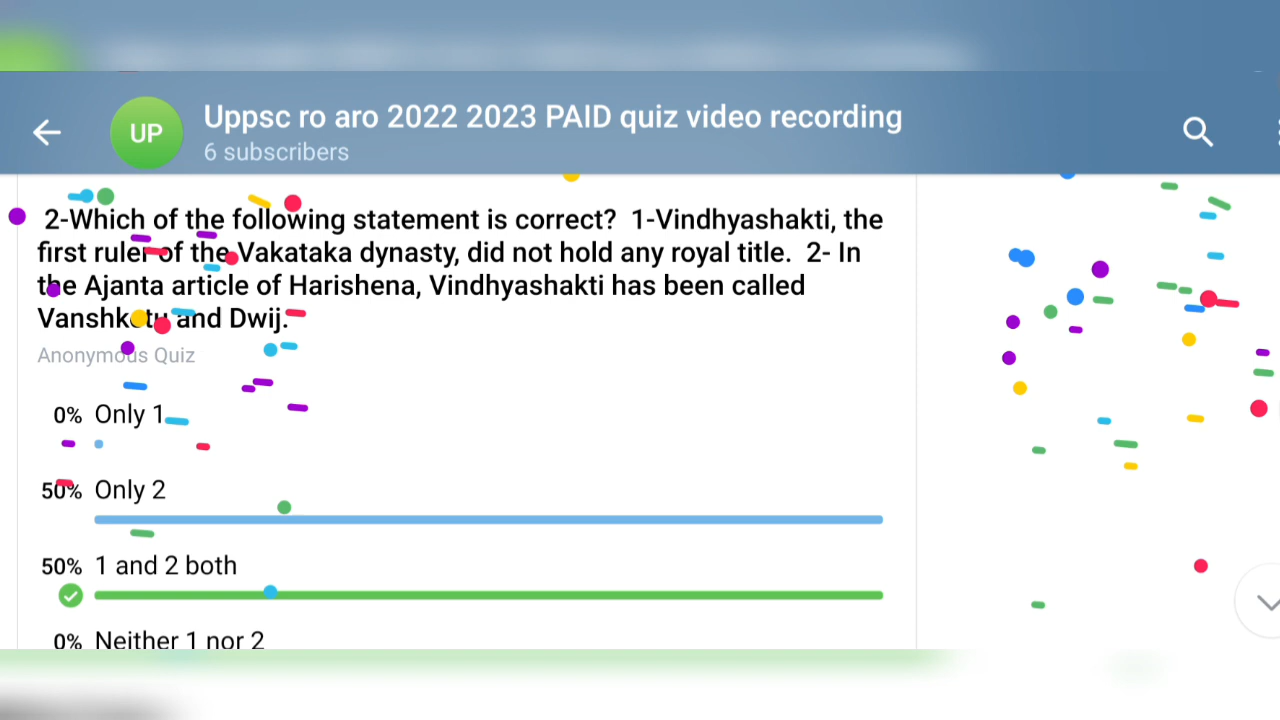 UP
Uppsc ro aro 2022 2023 PAID quiz video recording
6 subscribers
2-Which of the following statement is correct? 1-Vindhyashakti, the
first ruler of the Vakataka dynasty, did not hold any royal title. 2- In
the Ajanta article of Harishena, Vindhyashakti has been called
Vanshketu and Dwij.
Anonymous Quiz
0% Only 1
50% Only 2
50% 1 and 2 both
0% Neither 1 nor 2